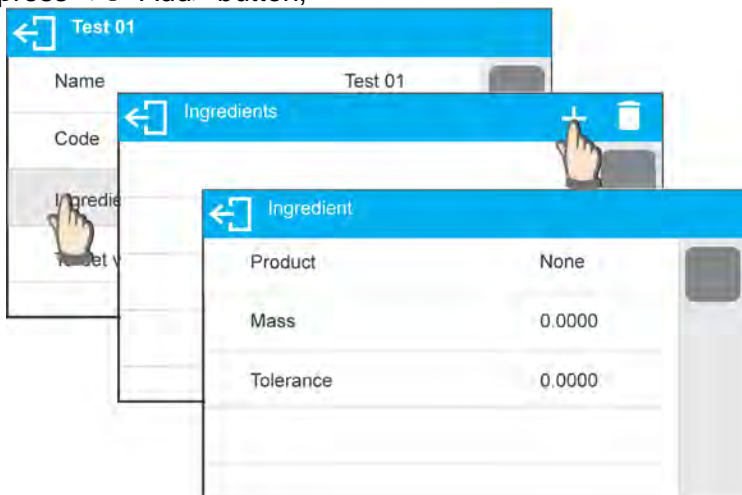 Test 01
Name Test 01
Code
Ingredients
Ingredient
Product None
Mass 0.0000
Tolerance 0.0000